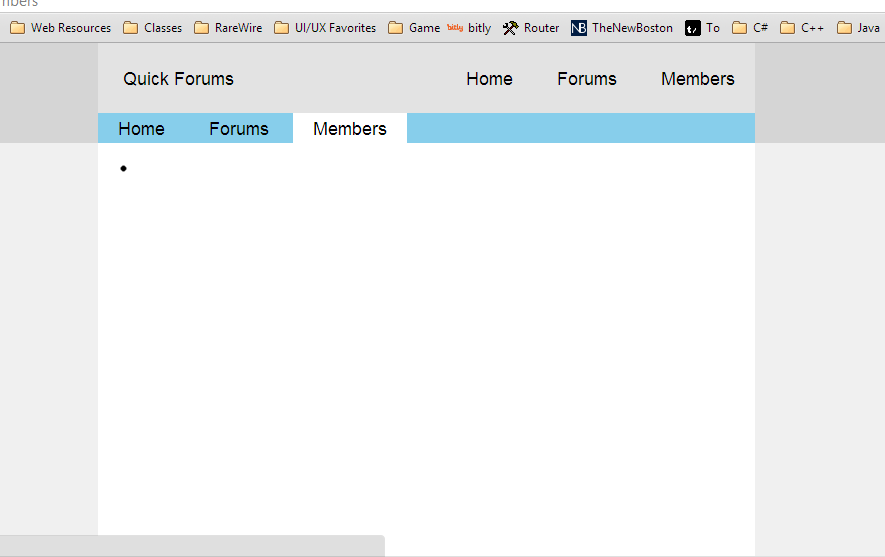 mbers
Web Resources Classes RareWire UI/UX Favorites Game bitly bitly Router NB TheNewBoston t/ To C# C++ Java
Quick Forums Home Forums Members
Home Forums Members
•